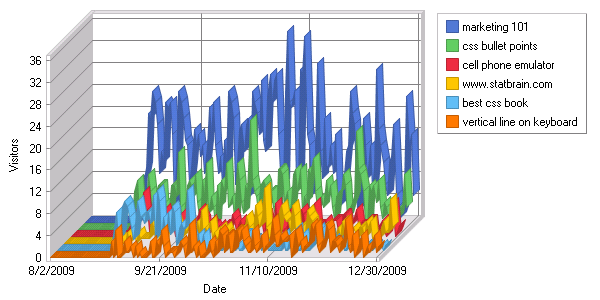 marketing 101
css bullet points
cell phone emulator
www.statbrain.com
best css book
vertical line on keyboard
36
32
28
24
20
16
12
8
4
0
Visitors
8/2/2009 9/21/2009 11/10/2009 12/30/2009
Date